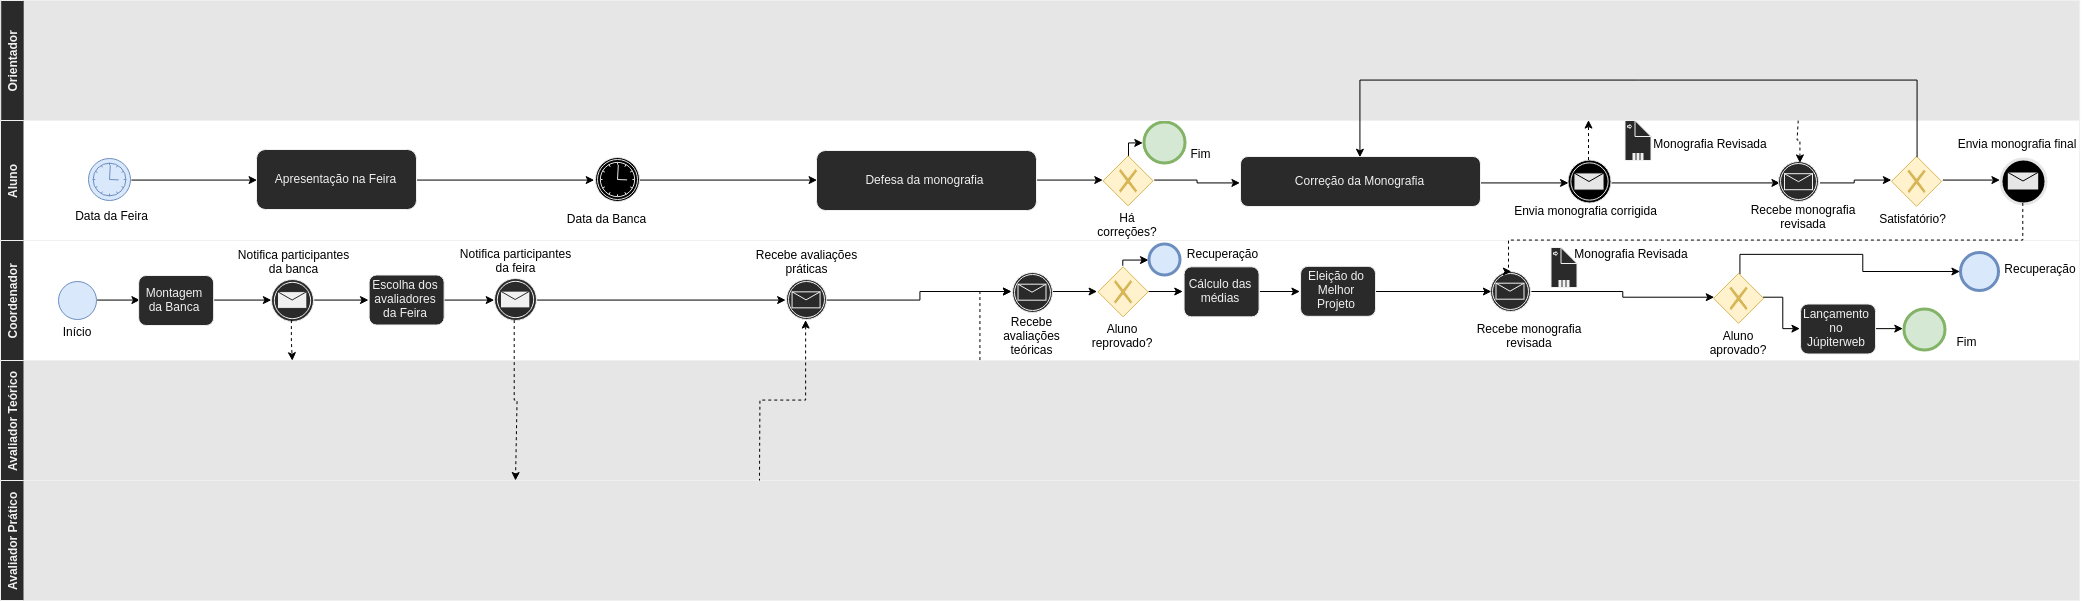 Orientador
Aluno
Data da Feira
Apresentação na Feira
Data da Banca
Defesa da monografia
Há
correções?
Fim
Correção da Monografia
Envia monografia corrigida
Monografia Revisada
Recebe monografia
revisada
Satisfatório?
Envia monografia final
Coordenador
Início
Montagem
da Banca
Notifica participantes
da banca
Escolha dos
avaliadores
da Feira
Notifica participantes
da feira
Recebe avaliações
práticas
Recebe
avaliações
teóricas
Aluno
reprovado?
Recuperação
Cálculo das
médias
Eleição do
Melhor
Projeto
Recebe monografia
revisada
Monografia Revisada
Aluno
aprovado?
Recuperação
Lançamento
no
Júpiterweb
Fim
Avaliador Teórico
Avaliador Prático